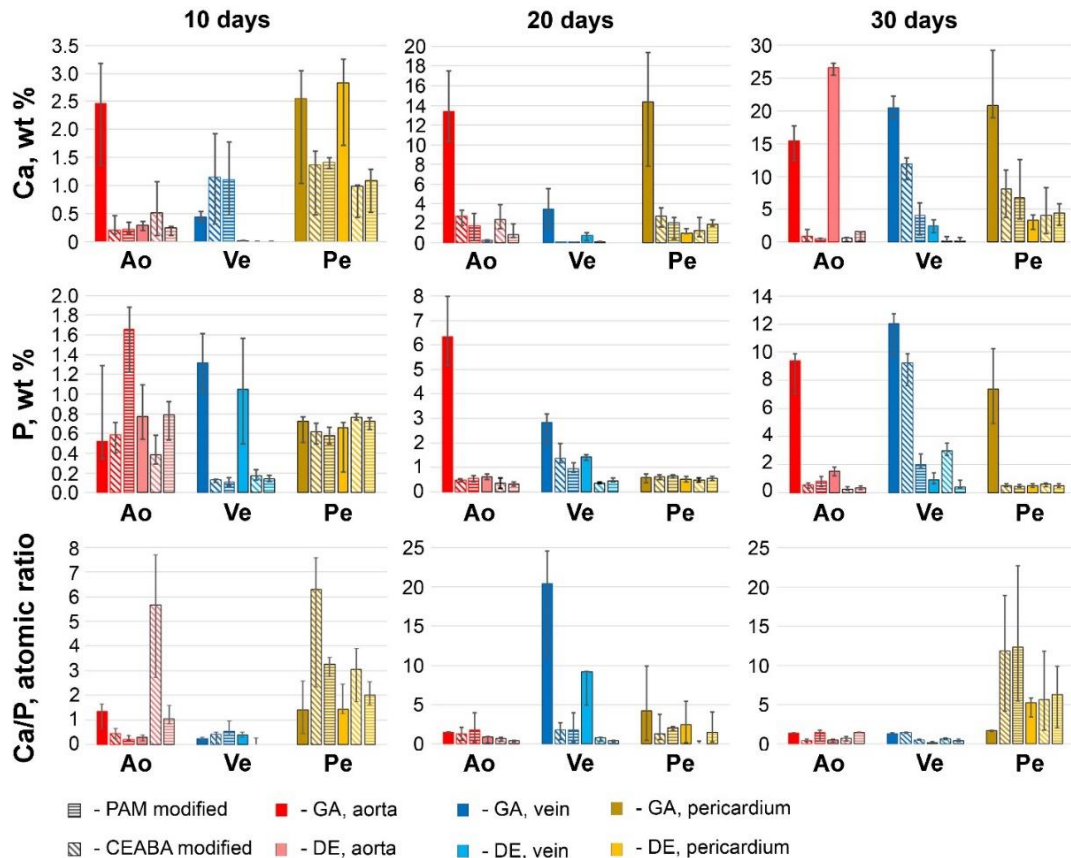 10 days 20 days 30 days
Ca, wt %
3.5 20 30
3.0 18 25
2.5 16 20
2.0 14 15
1.5 12 10
1.0 10 5
0.5 8 0
0 6
4
2
0
Ao Ve Pe Ao Ve Pe Ao Ve Pe
P, wt %
2.0 8 14
1.8 7 12
1.6 6 10
1.4 5 8
1.2 4 6
1.0 3 4
0.8 2 2
0.6 1 0
0.4 0
0.2
0.0
Ao Ve Pe Ao Ve Pe Ao Ve Pe
Ca/P, atomic ratio
8 25 25
7 20 20
6 15 15
5 10 10
4 5 5
3 0 0
2
1
0
Ao Ve Pe Ao Ve Pe Ao Ve Pe
- PAM modified - GA, aorta - GA, vein - GA, pericardium
- CEABA modified - DE, aorta - DE, vein - DE, pericardium